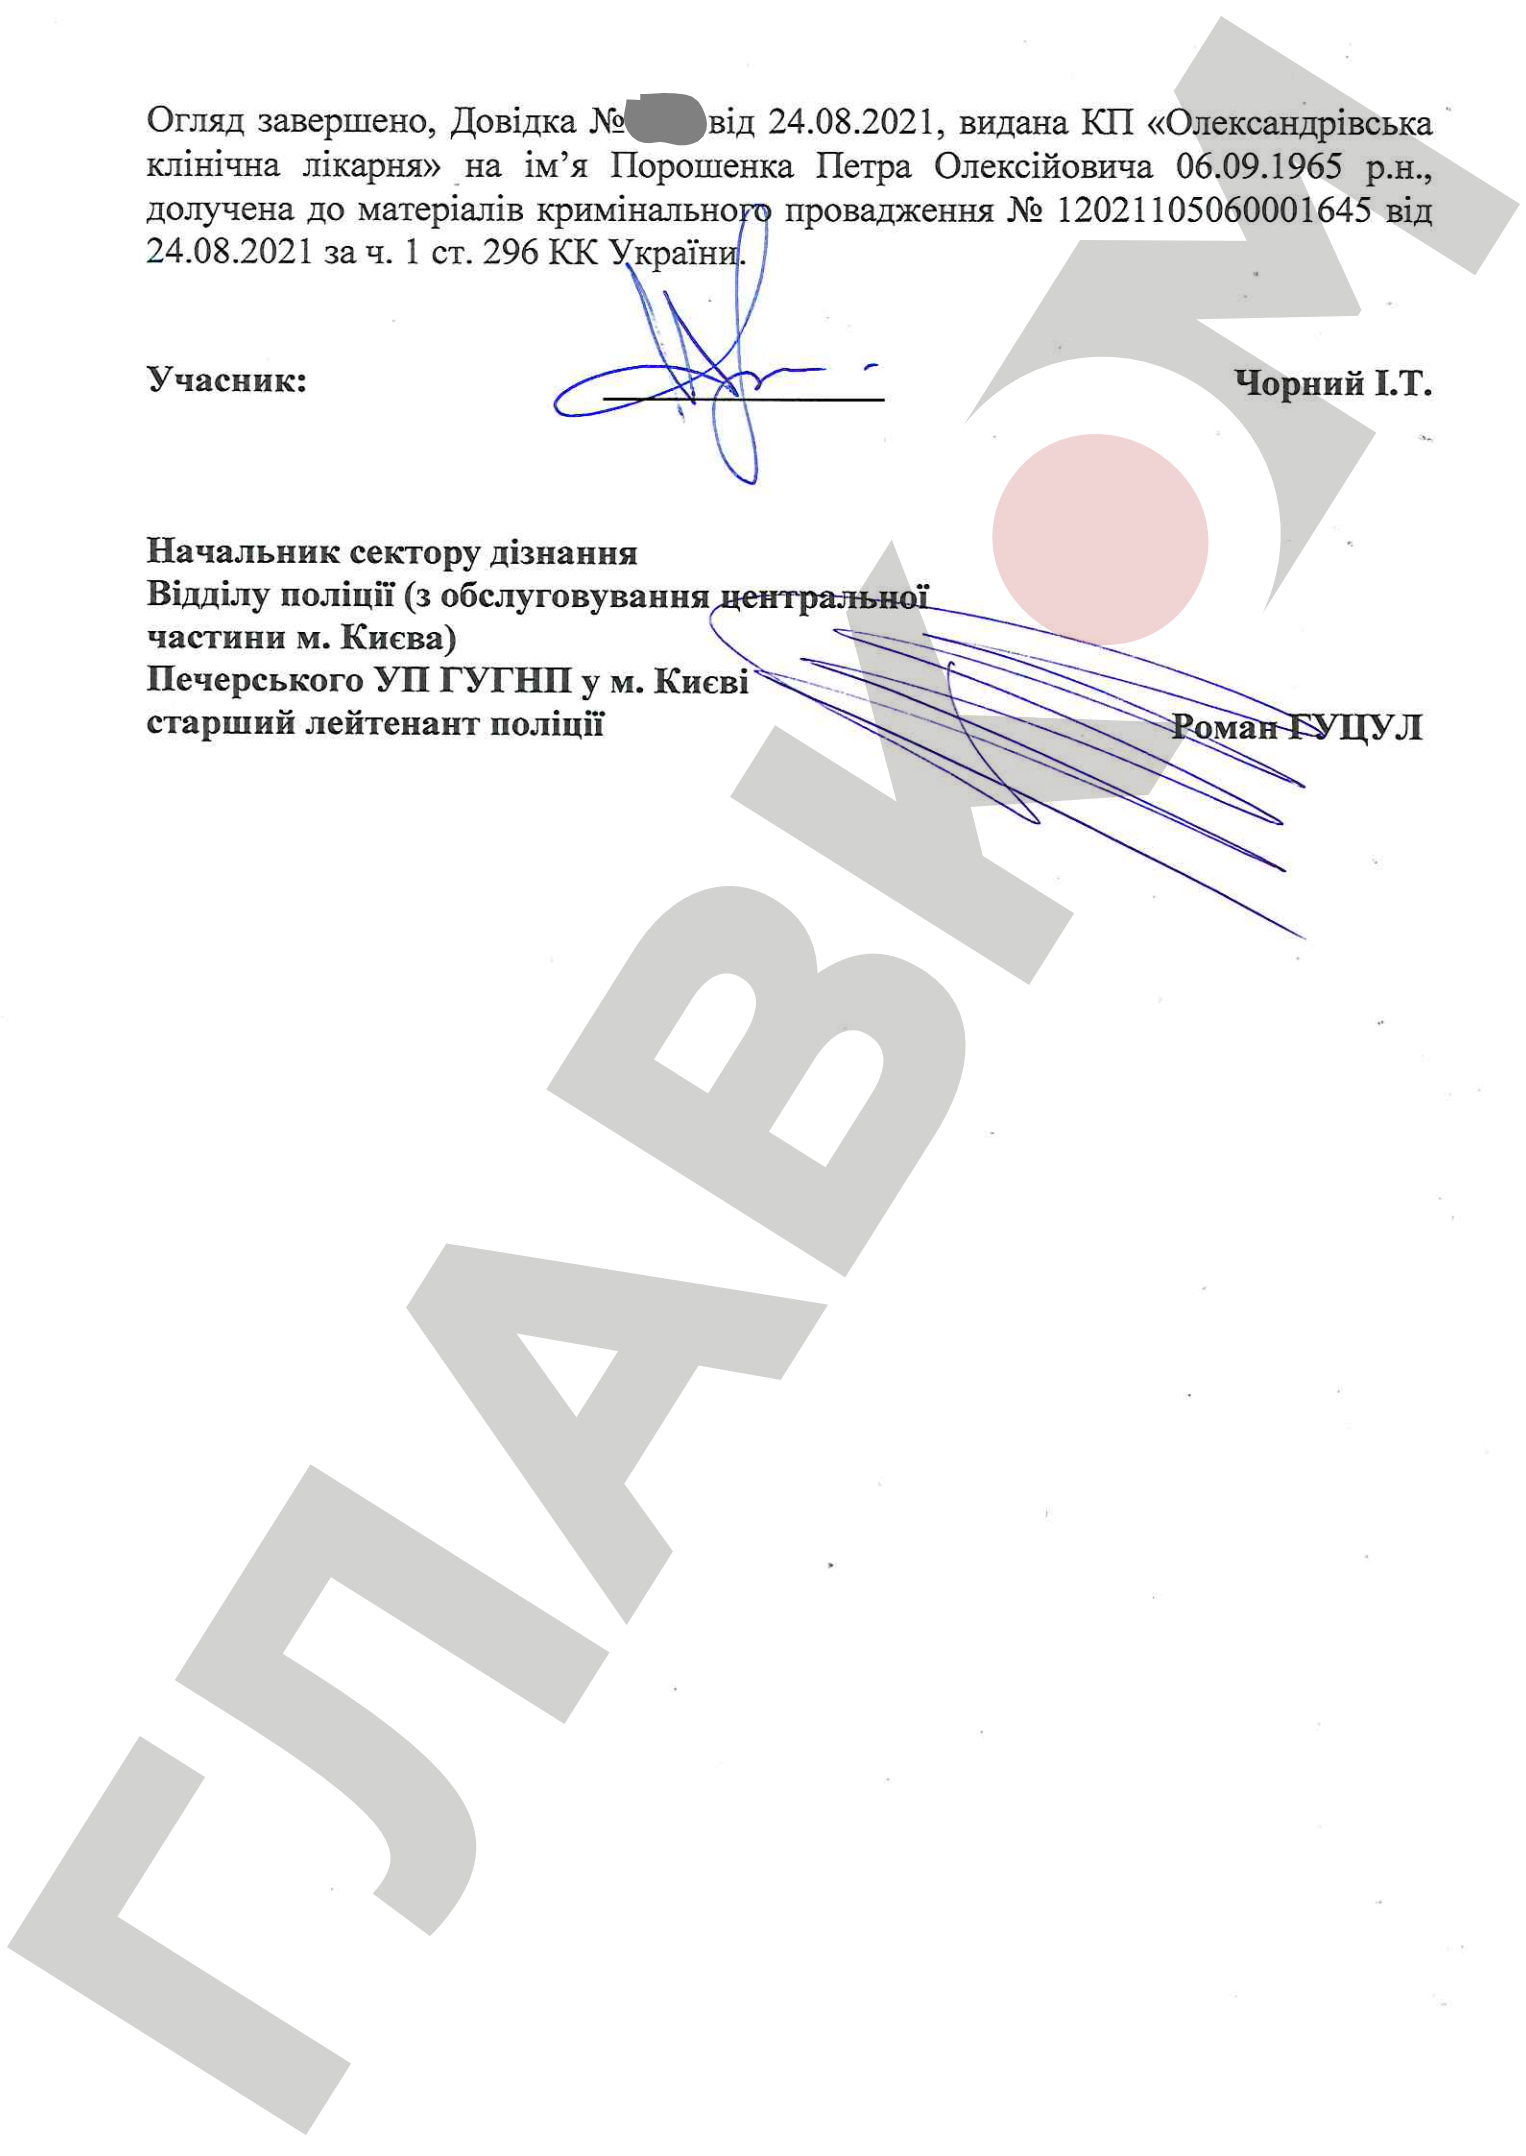 Огляд завершено, Довідка № від 24.08.2021, видана КП «Олександрівська
клінічна лікарня» на ім’я Порошенка Петра Олексійовича 06.09.1965 р.н.,
долучена до матеріалів кримінального провадження № 12021105060001645 від
24.08.2021 за ч. 1 ст. 296 КК України.
Учасник: Чорний І.Т.
Начальник сектору дізнання
Відділу поліції (з обслуговування центральної
частини м. Києва)
Печерського УП ГУГНП у м. Києві
старший лейтенант поліції Роман ГУЦУЛ
ГЛАВКОМ